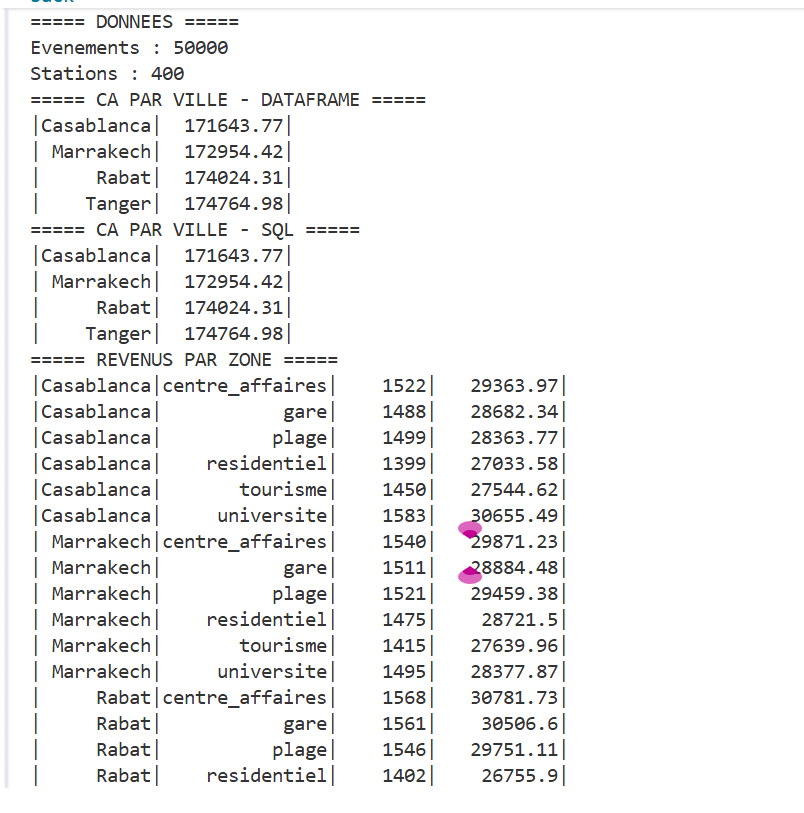 ===== DONNEES =====
Evenements : 50000
Stations : 400
===== CA PAR VILLE - DATAFRAME =====
|Casablanca|  171643.77|
| Marrakech|  172954.42|
|     Rabat|  174024.31|
|    Tanger|  174764.98|
===== CA PAR VILLE - SQL =====
|Casablanca|  171643.77|
| Marrakech|  172954.42|
|     Rabat|  174024.31|
|    Tanger|  174764.98|
===== REVENUS PAR ZONE =====
|Casablanca|centre_affaires|    1522|   29363.97|
|Casablanca|           gare|    1488|   28682.34|
|Casablanca|          plage|    1499|   28363.77|
|Casablanca|    residentiel|    1399|   27033.58|
|Casablanca|       tourisme|    1450|   27544.62|
|Casablanca|     universite|    1583|   30655.49|
| Marrakech|centre_affaires|    1540|   29871.23|
| Marrakech|           gare|    1511|   28884.48|
| Marrakech|          plage|    1521|   29459.38|
| Marrakech|    residentiel|    1475|    28721.5|
| Marrakech|       tourisme|    1415|   27639.96|
| Marrakech|     universite|    1495|   28377.87|
|     Rabat|centre_affaires|    1568|   30781.73|
|     Rabat|           gare|    1561|    30506.6|
|     Rabat|          plage|    1546|   29751.11|
|     Rabat|    residentiel|    1402|    26755.9|